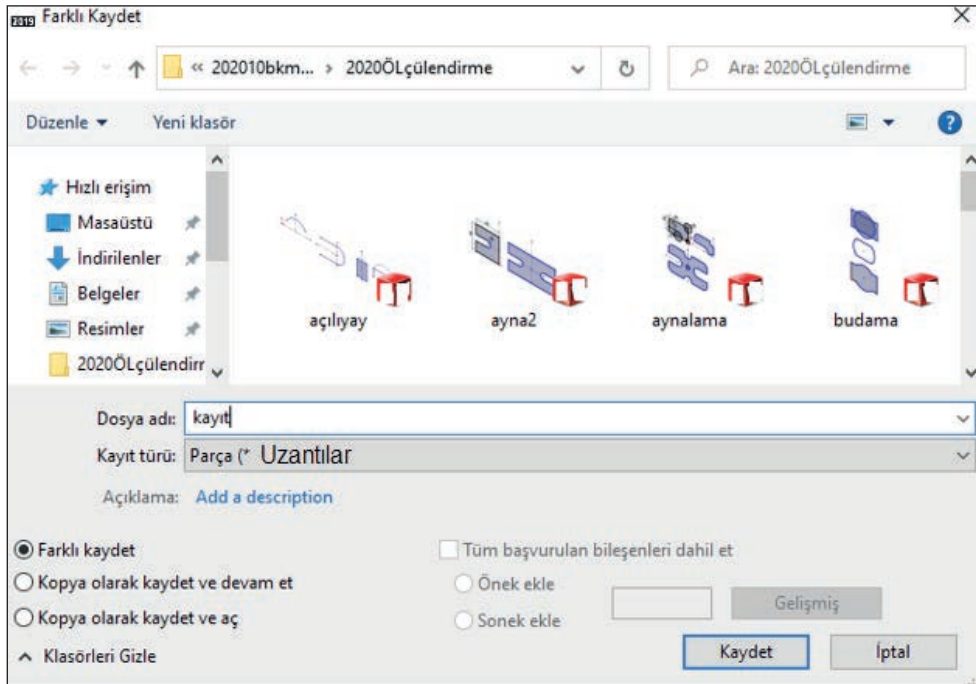 2019 Farklı Kaydet
« 202010bkm... › 2020ÖLçülendirme
Ara: 2020ÖLçülendirme
Düzenle
Yeni klasör
Hızlı erişim
Masaüstü
İndirilenler
Belgeler
Resimler
2020ÖLçülendirr
açılıyay
ayna2
aynalama
budama
Dosya adı: kayıt
Kayıt türü: Parça (* Uzantılar
Açıklama: Add a description
Farklı kaydet
Kopya olarak kaydet ve devam et
Kopya olarak kaydet ve aç
Tüm başvurulan bileşenleri dahil et
Önek ekle
Sonek ekle
Gelişmiş
Klasörleri Gizle
Kaydet
İptal